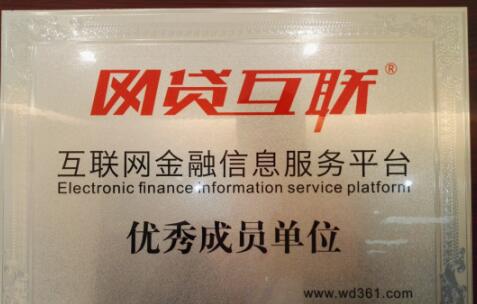 网贷互联®
互联网金融信息服务平台
Electronic finance information service platform
优秀成员单位
www.wd361.com